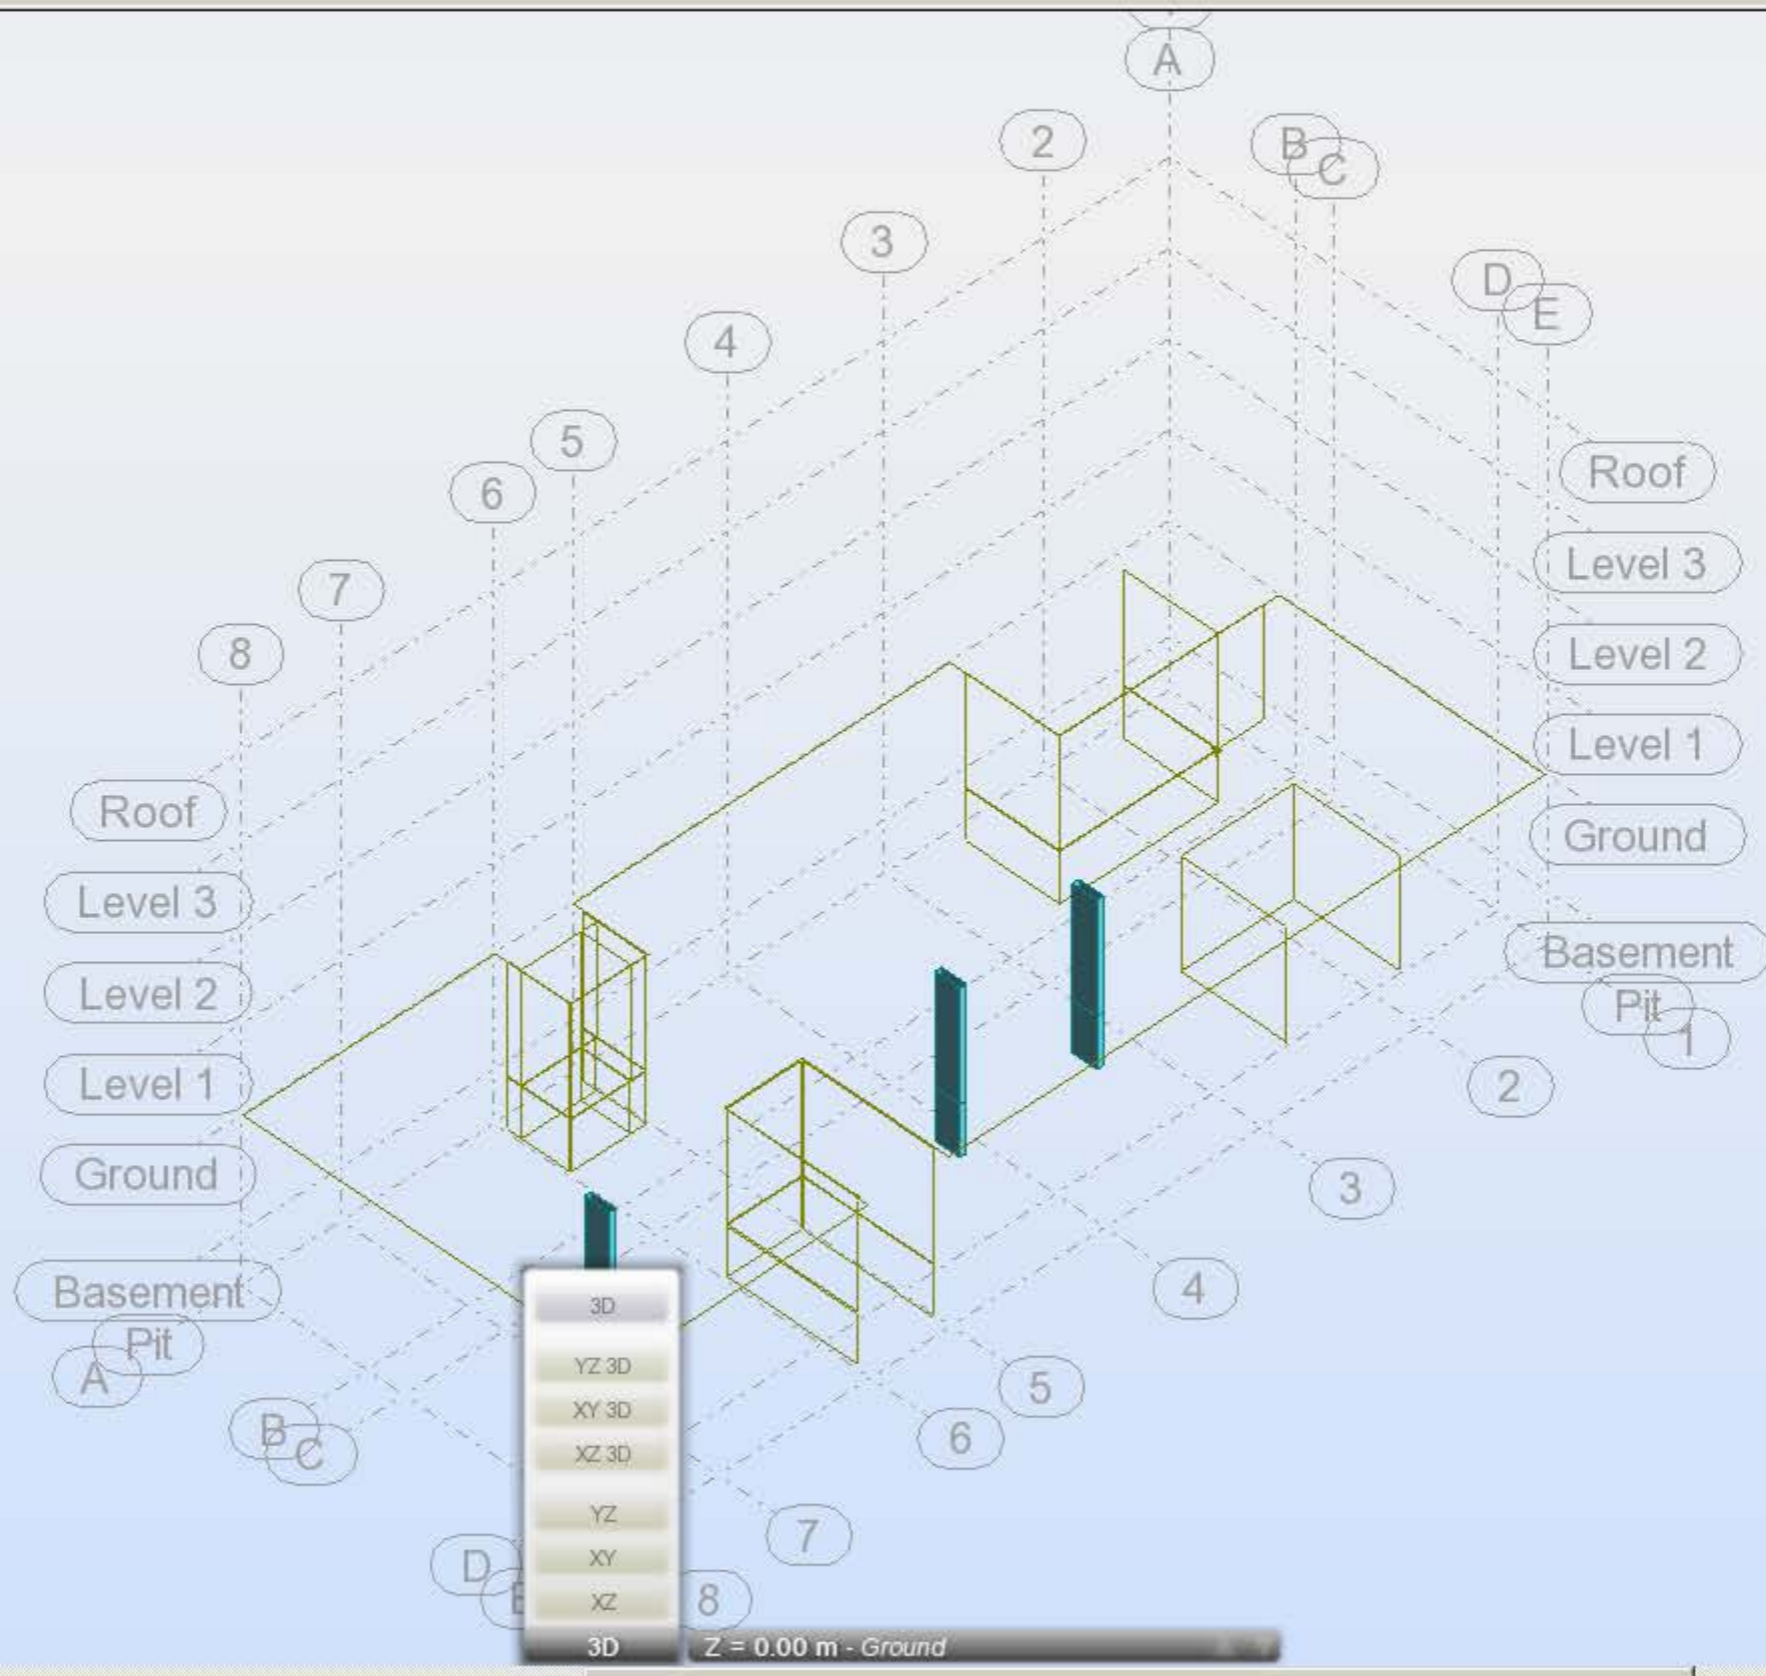 A
2
B
C
3
D
E
4
5
6
7
8
Roof
Level 3
Level 2
Level 1
Ground
Basement
Pit
1
Roof
Level 3
Level 2
Level 1
Ground
Basement
Pit
A
B
C
D
E
2
3
4
5
6
7
8
3D
YZ 3D
XY 3D
XZ 3D
YZ
XY
XZ
3D
Z = 0.00 m - Ground